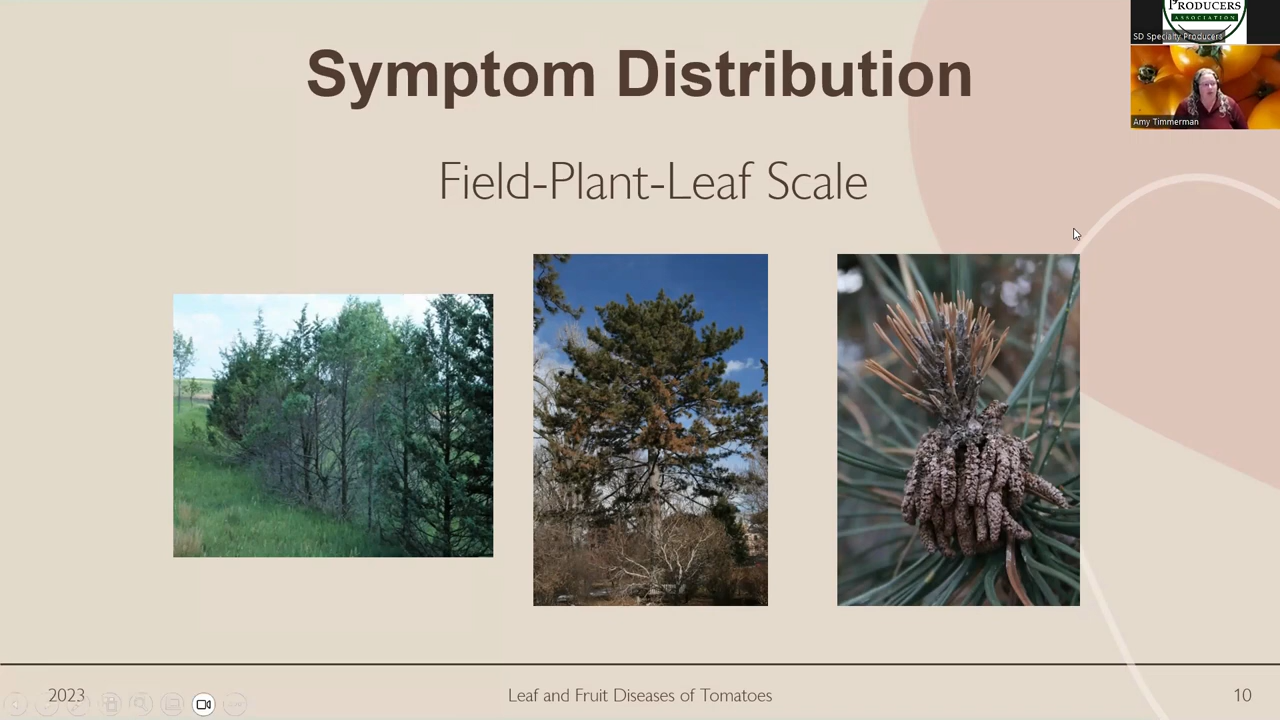 PRODUCERS
ASSOCIATION
SD Specialty Producers
Amy Timmerman
Symptom Distribution
Field-Plant-Leaf Scale
2023
Leaf and Fruit Diseases of Tomatoes
10